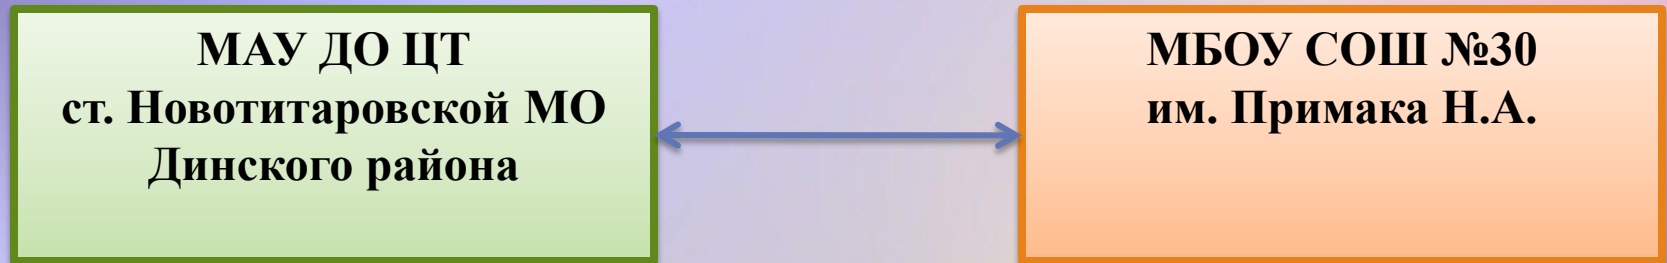 МАУ ДО ЦТ
ст. Новотитаровской МО
Динского района
МБОУ СОШ №30
им. Примака Н.А.